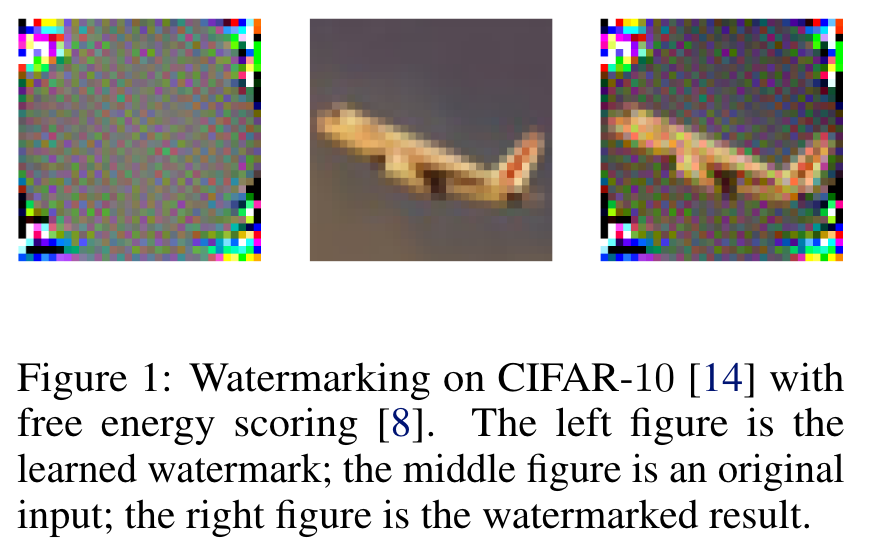 Figure 1: Watermarking on CIFAR-10 [14] with
free energy scoring [8]. The left figure is the
learned watermark; the middle figure is an original
input; the right figure is the watermarked result.